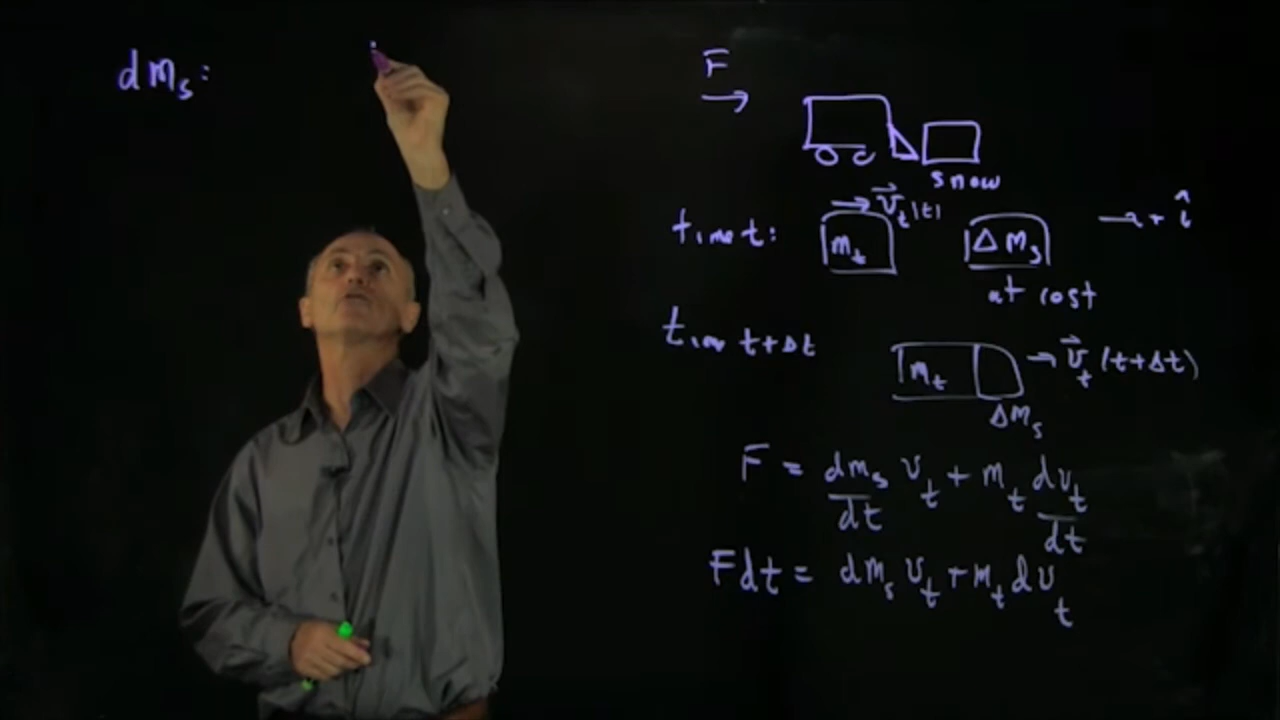 dm_s:
F
snow
v_t(t)
time t: m_t Δm_s → + î
at rest
time t+Δt m_t → v_t(t+Δt)
Δm_s
F = dm_s/dt v_t + m_t dv_t/dt
Fdt = dm_s v_t + m_t dv_t